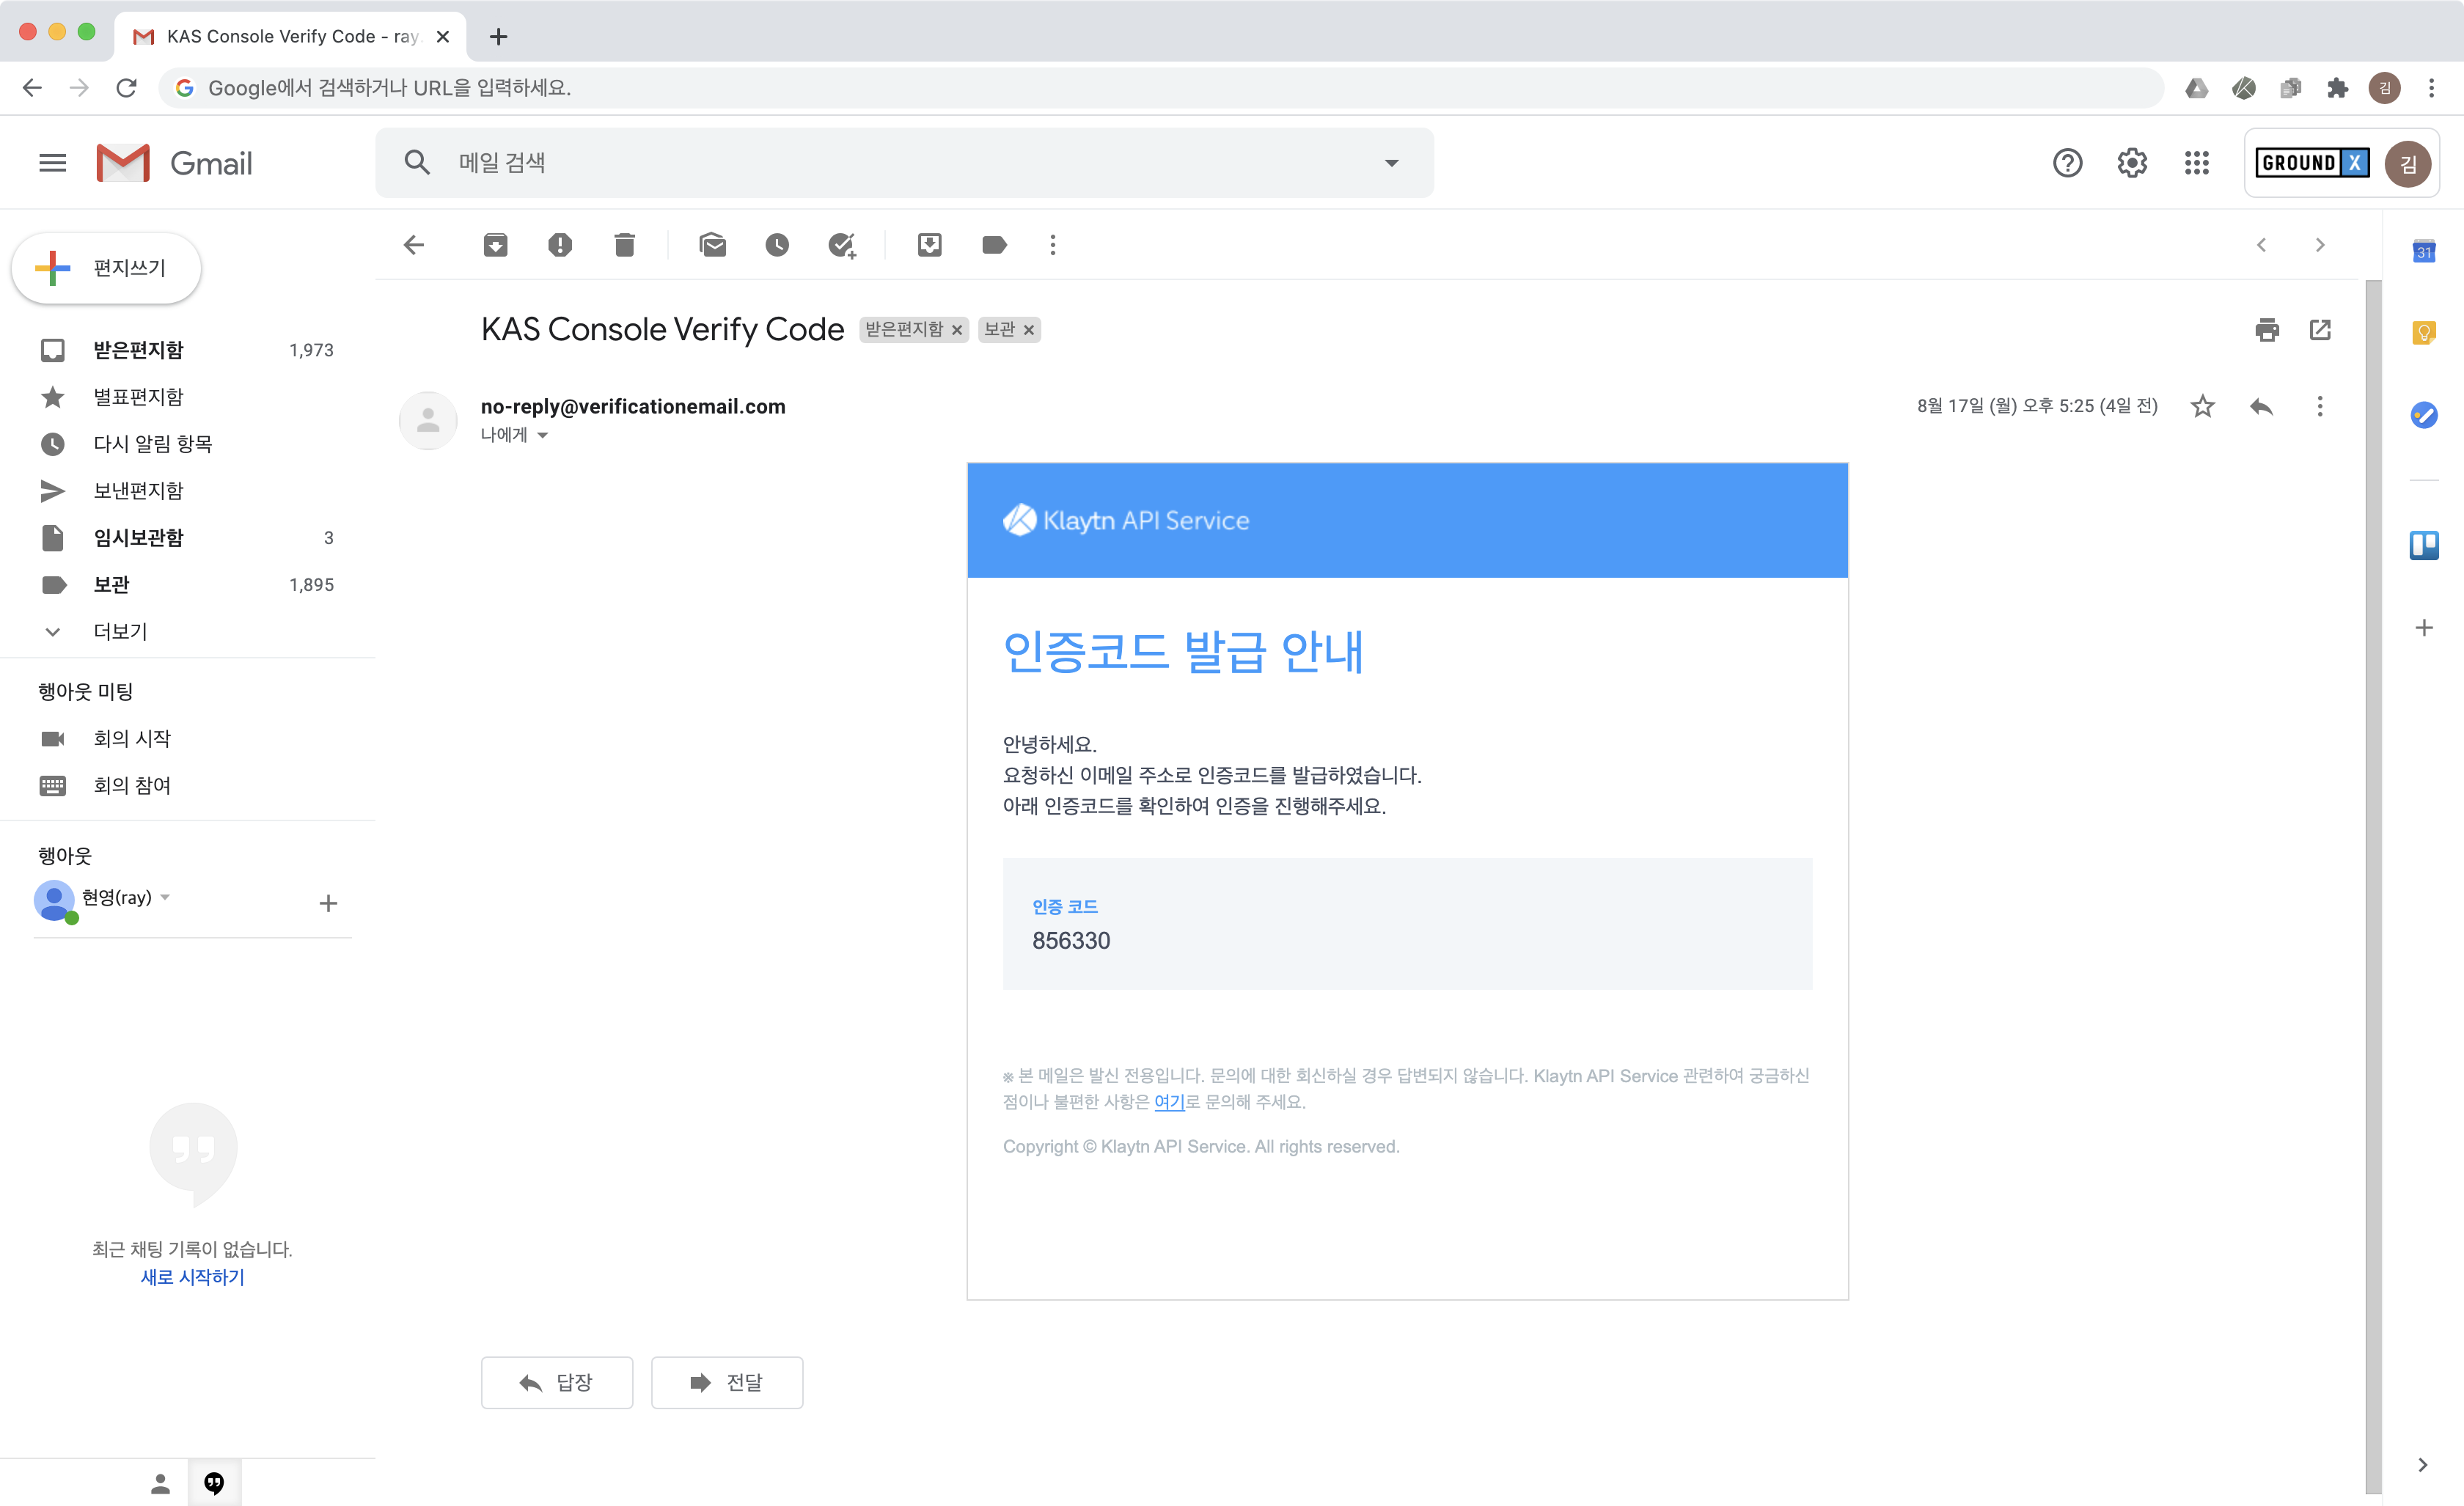 KAS Console Verify Code - ray
Google에서 검색하거나 URL을 입력하세요.
김
Gmail
메일 검색
GROUND X
김
편지쓰기
받은편지함 1,973
별표편지함
다시 알림 항목
보낸편지함
임시보관함 3
보관 1,895
더보기
행아웃 미팅
회의 시작
회의 참여
행아웃
현영(ray)
최근 채팅 기록이 없습니다.
새로 시작하기
KAS Console Verify Code 받은편지함 보관
no-reply@verificationemail.com
8월 17일 (월) 오후 5:25 (4일 전)
나에게
Klaytn API Service
인증코드 발급 안내
안녕하세요.
요청하신 이메일 주소로 인증코드를 발급하였습니다.
아래 인증코드를 확인하여 인증을 진행해주세요.
인증 코드
856330
※ 본 메일은 발신 전용입니다. 문의에 대한 회신하실 경우 답변되지 않습니다. Klaytn API Service 관련하여 궁금하신
점이나 불편한 사항은 여기로 문의해 주세요.
Copyright © Klaytn API Service. All rights reserved.
답장
전달
31